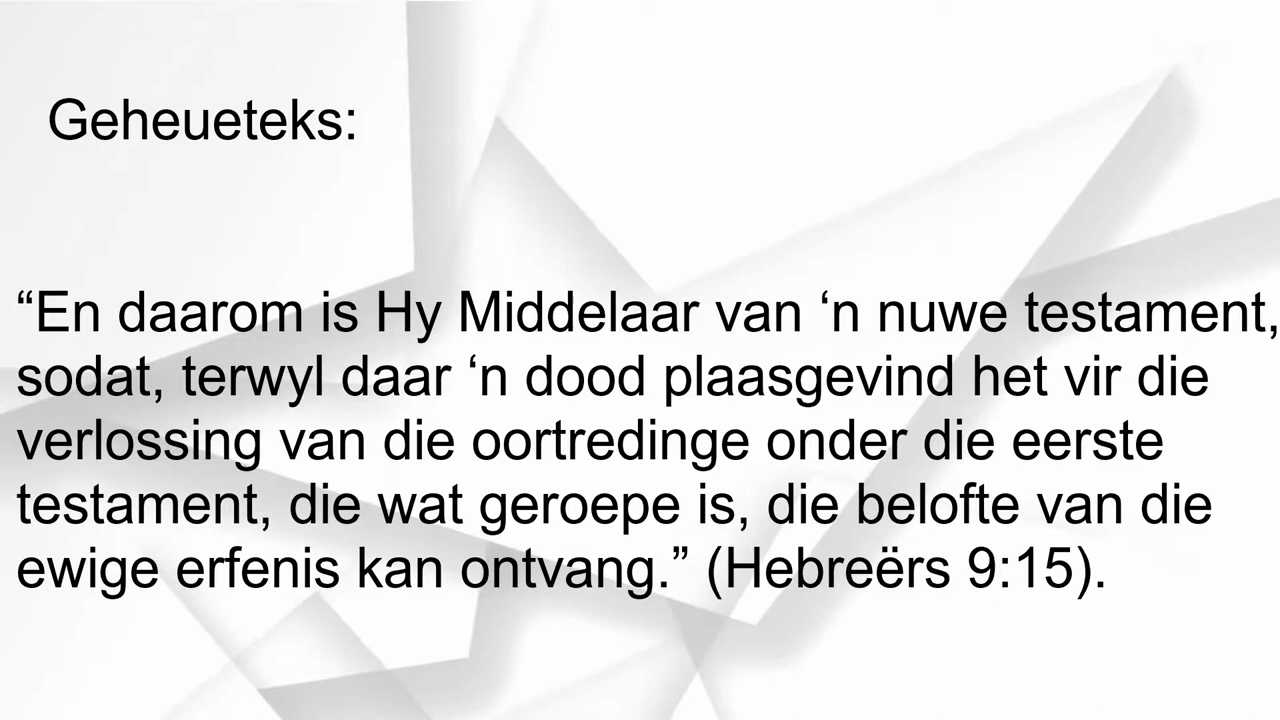 Geheueteks:
“En daarom is Hy Middelaar van ‘n nuwe testament,
sodat, terwyl daar ‘n dood plaasgevind het vir die
verlossing van die oortredinge onder die eerste
testament, die wat geroepe is, die belofte van die
ewige erfenis kan ontvang.” (Hebreërs 9:15).